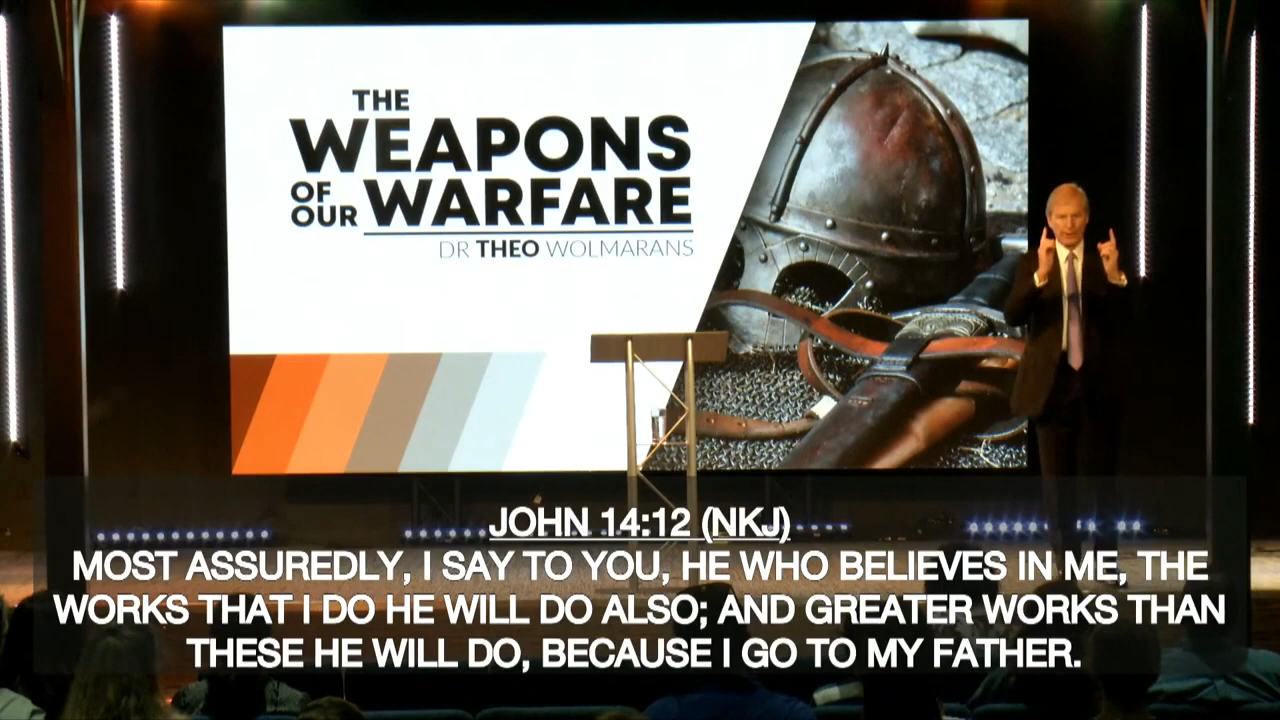 THE
WEAPONS
OF
OUR WARFARE
DR THEO WOLMARANS
JOHN 14:12 (NKJ)
MOST ASSUREDLY, I SAY TO YOU, HE WHO BELIEVES IN ME, THE
WORKS THAT I DO HE WILL DO ALSO; AND GREATER WORKS THAN
THESE HE WILL DO, BECAUSE I GO TO MY FATHER.